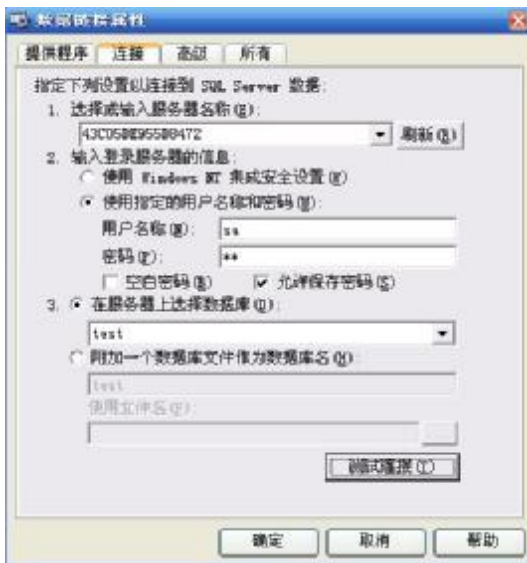 数据链接属性
提供程序 连接 高级 所有
指定下列设置以连接到 SQL Server 数据:
1. 选择或输入服务器名称(E):
刷新(R)
2. 输入登录服务器的信息:
使用 Windows NT 集成安全设置(W)
使用指定的用户名称和密码(U):
用户名称(N): sa
密码(P): **
空白密码(B) 允许保存密码(S)
3. 在服务器上选择数据库(D):
test
附加一个数据库文件作为数据库名(H)
test
使用文件名(F):
测试连接(T)
确定 取消 帮助